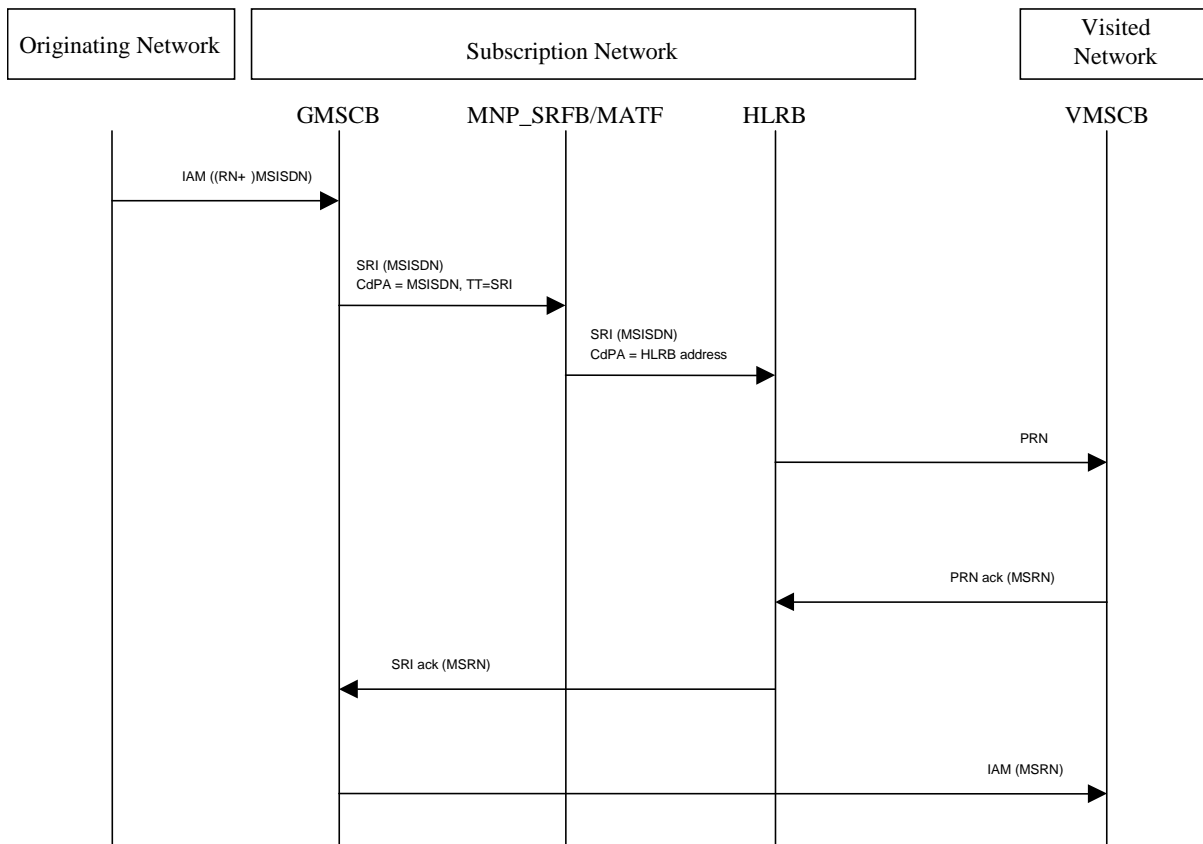 Originating Network
Subscription Network
Visited
Network
GMSCB
MNP_SRFB/MATF
HLRB
VMSCB
IAM ((RN+ )MSISDN)
SRI (MSISDN)
CdPA = MSISDN, TT=SRI
SRI (MSISDN)
CdPA = HLRB address
PRN
PRN ack (MSRN)
SRI ack (MSRN)
IAM (MSRN)